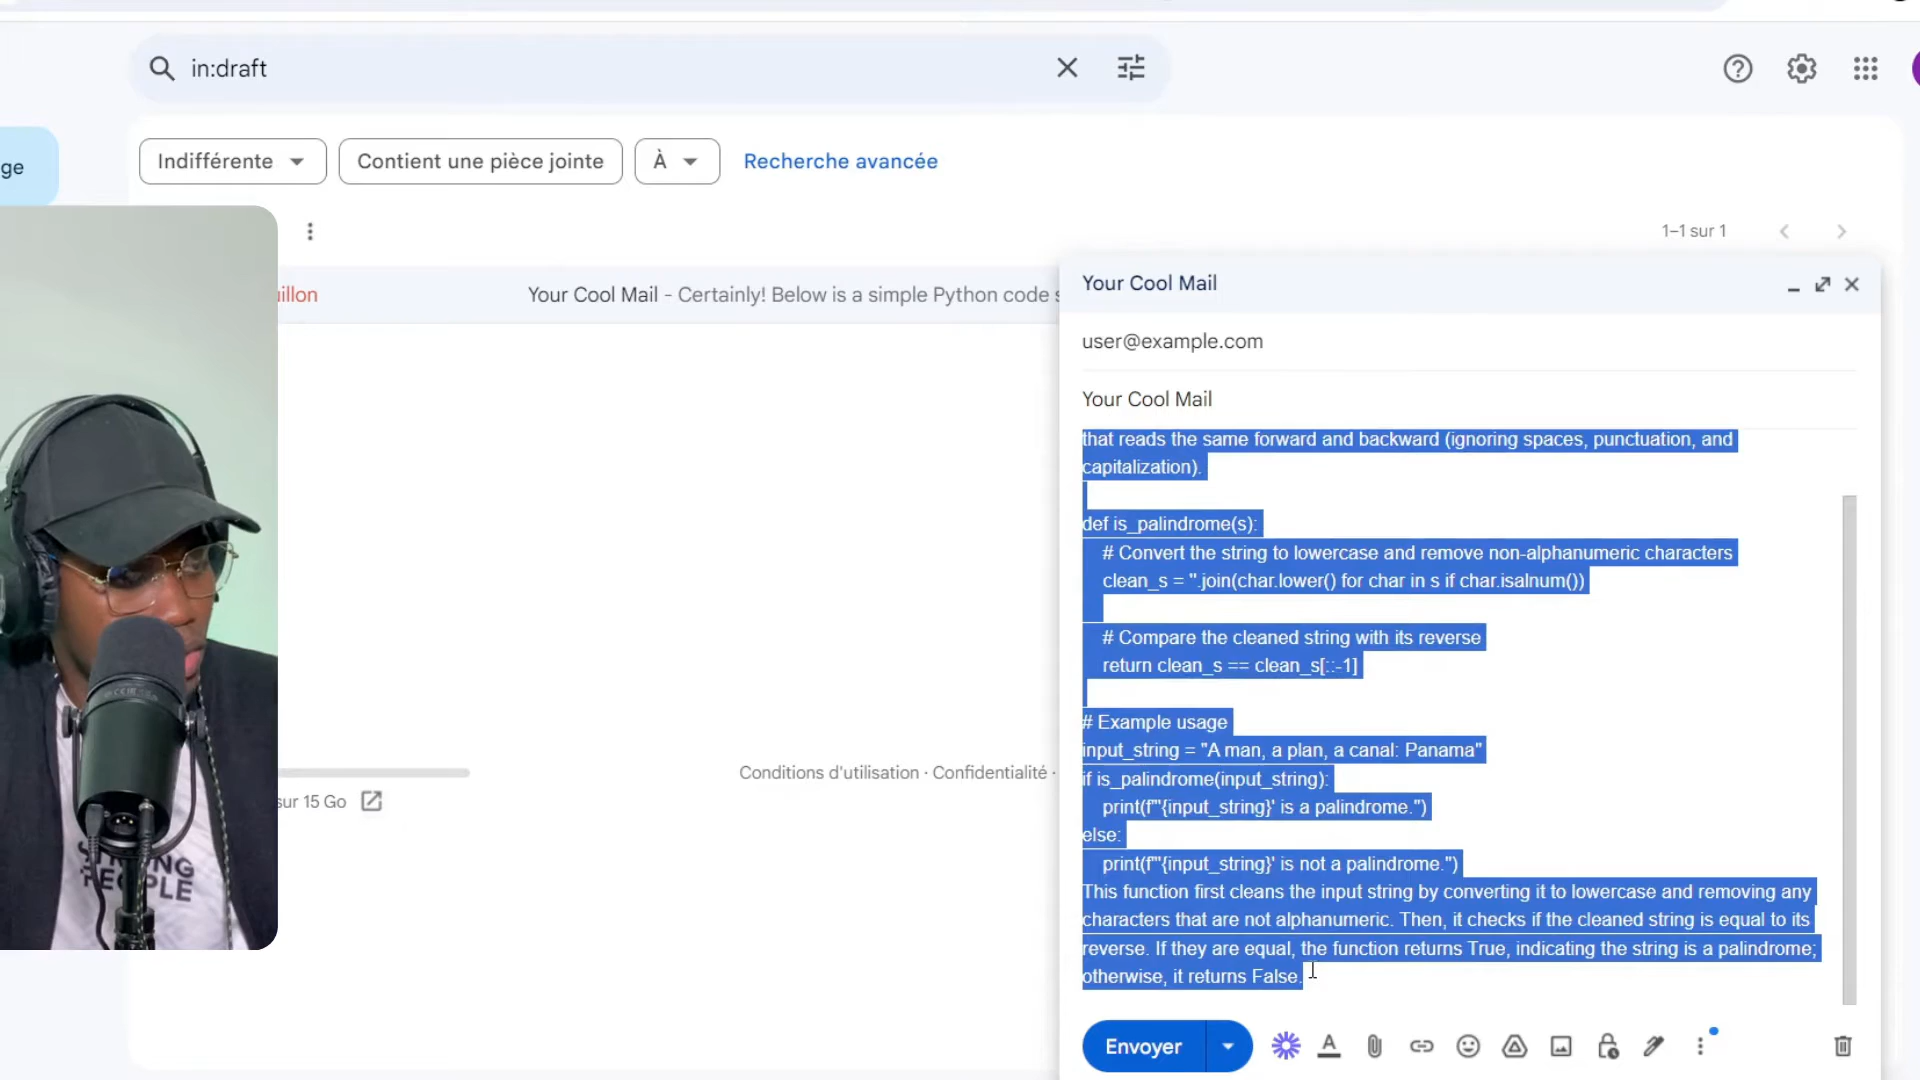 in:draft
ge
Indifférente
Contient une pièce jointe
À
Recherche avancée
1–1 sur 1
illon
Your Cool Mail - Certainly! Below is a simple Python code s
Your Cool Mail
user@example.com
Your Cool Mail
that reads the same forward and backward (ignoring spaces, punctuation, and
capitalization).
def is_palindrome(s):
# Convert the string to lowercase and remove non-alphanumeric characters
clean_s = ''.join(char.lower() for char in s if char.isalnum())
# Compare the cleaned string with its reverse
return clean_s == clean_s[::-1]
# Example usage
input_string = "A man, a plan, a canal: Panama"
if is_palindrome(input_string):
print(f"'{input_string}' is a palindrome.")
else:
print(f"'{input_string}' is not a palindrome.")
This function first cleans the input string by converting it to lowercase and removing any
characters that are not alphanumeric. Then, it checks if the cleaned string is equal to its
reverse. If they are equal, the function returns True, indicating the string is a palindrome;
otherwise, it returns False.
Conditions d'utilisation · Confidentialité ·
sur 15 Go
STRONG
PEOPLE
Envoyer